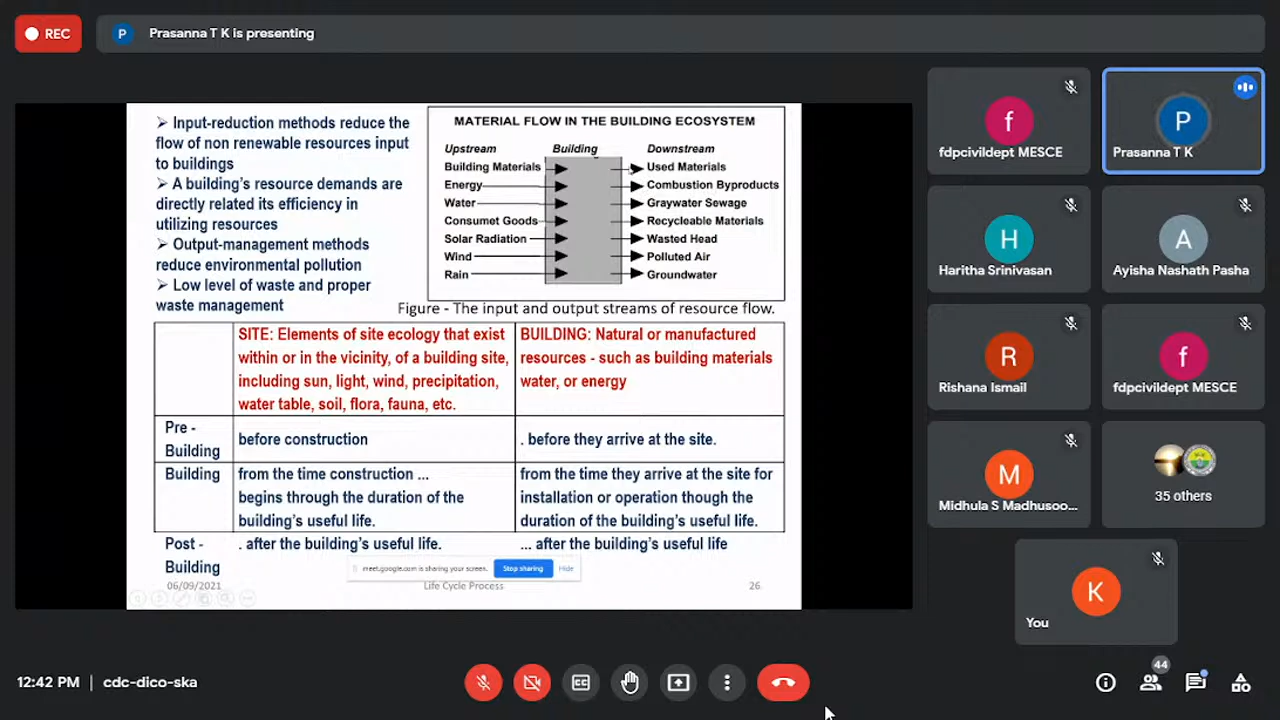 REC
P
Prasanna T K is presenting
➢ Input-reduction methods reduce the
flow of non renewable resources input
to buildings
➢ A building's resource demands are
directly related its efficiency in
utilizing resources
➢ Output-management methods
reduce environmental pollution
➢ Low level of waste and proper
waste management
MATERIAL FLOW IN THE BUILDING ECOSYSTEM
Upstream Building Downstream
Building Materials Used Materials
Energy Combustion Byproducts
Water Graywater Sewage
Consumet Goods Recycleable Materials
Solar Radiation Wasted Head
Wind Polluted Air
Rain Groundwater
Figure - The input and output streams of resource flow.
SITE: Elements of site ecology that exist
within or in the vicinity, of a building site,
including sun, light, wind, precipitation,
water table, soil, flora, fauna, etc.
BUILDING: Natural or manufactured
resources - such as building materials
water, or energy
Pre -
Building
before construction
. before they arrive at the site.
Building
from the time construction ...
begins through the duration of the
building's useful life.
from the time they arrive at the site for
installation or operation though the
duration of the building's useful life.
Post -
Building
. after the building's useful life.
... after the building's useful life
meet.google.com is sharing your screen.
Stop sharing
Hide
06/09/2021
Life Cycle Process
26
f
fdpcivildept MESCE
P
Prasanna T K
H
Haritha Srinivasan
A
Ayisha Nashath Pasha
R
Rishana Ismail
f
fdpcivildept MESCE
M
Midhula S Madhusoo...
35 others
K
You
12:42 PM | cdc-dico-ska
CC
44